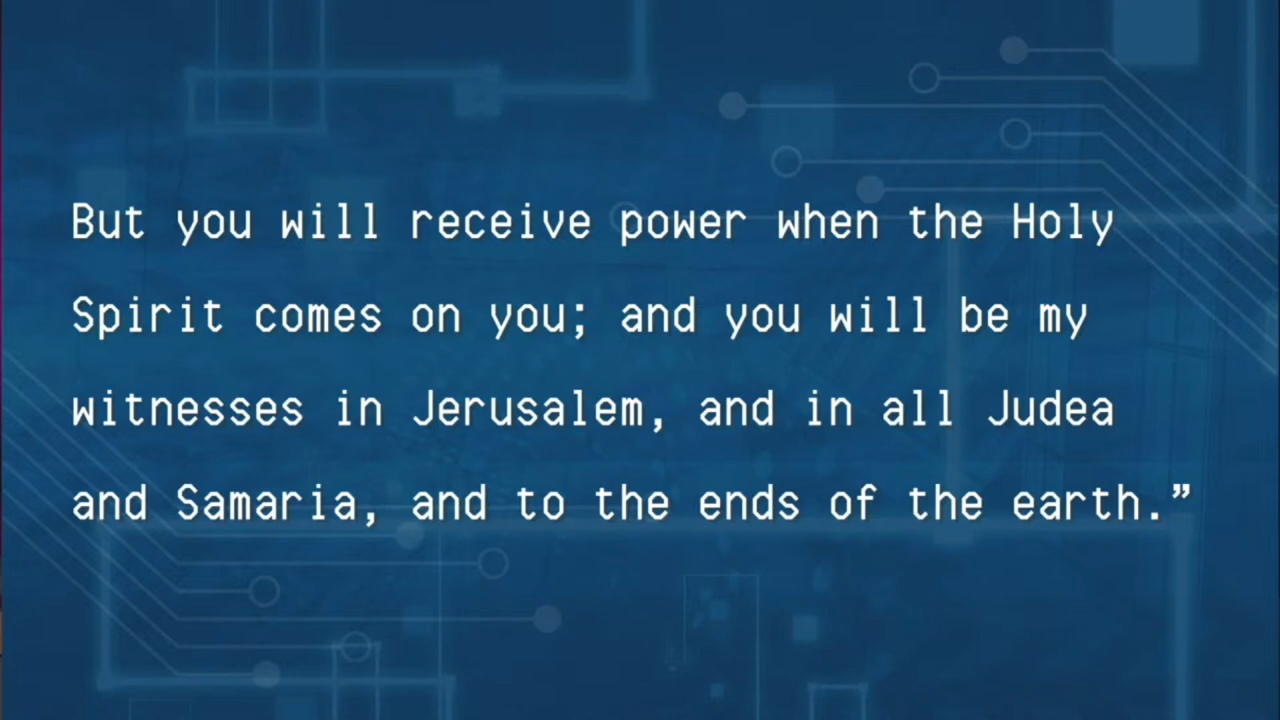 But you will receive power when the Holy
Spirit comes on you; and you will be my
witnesses in Jerusalem, and in all Judea
and Samaria, and to the ends of the earth.”